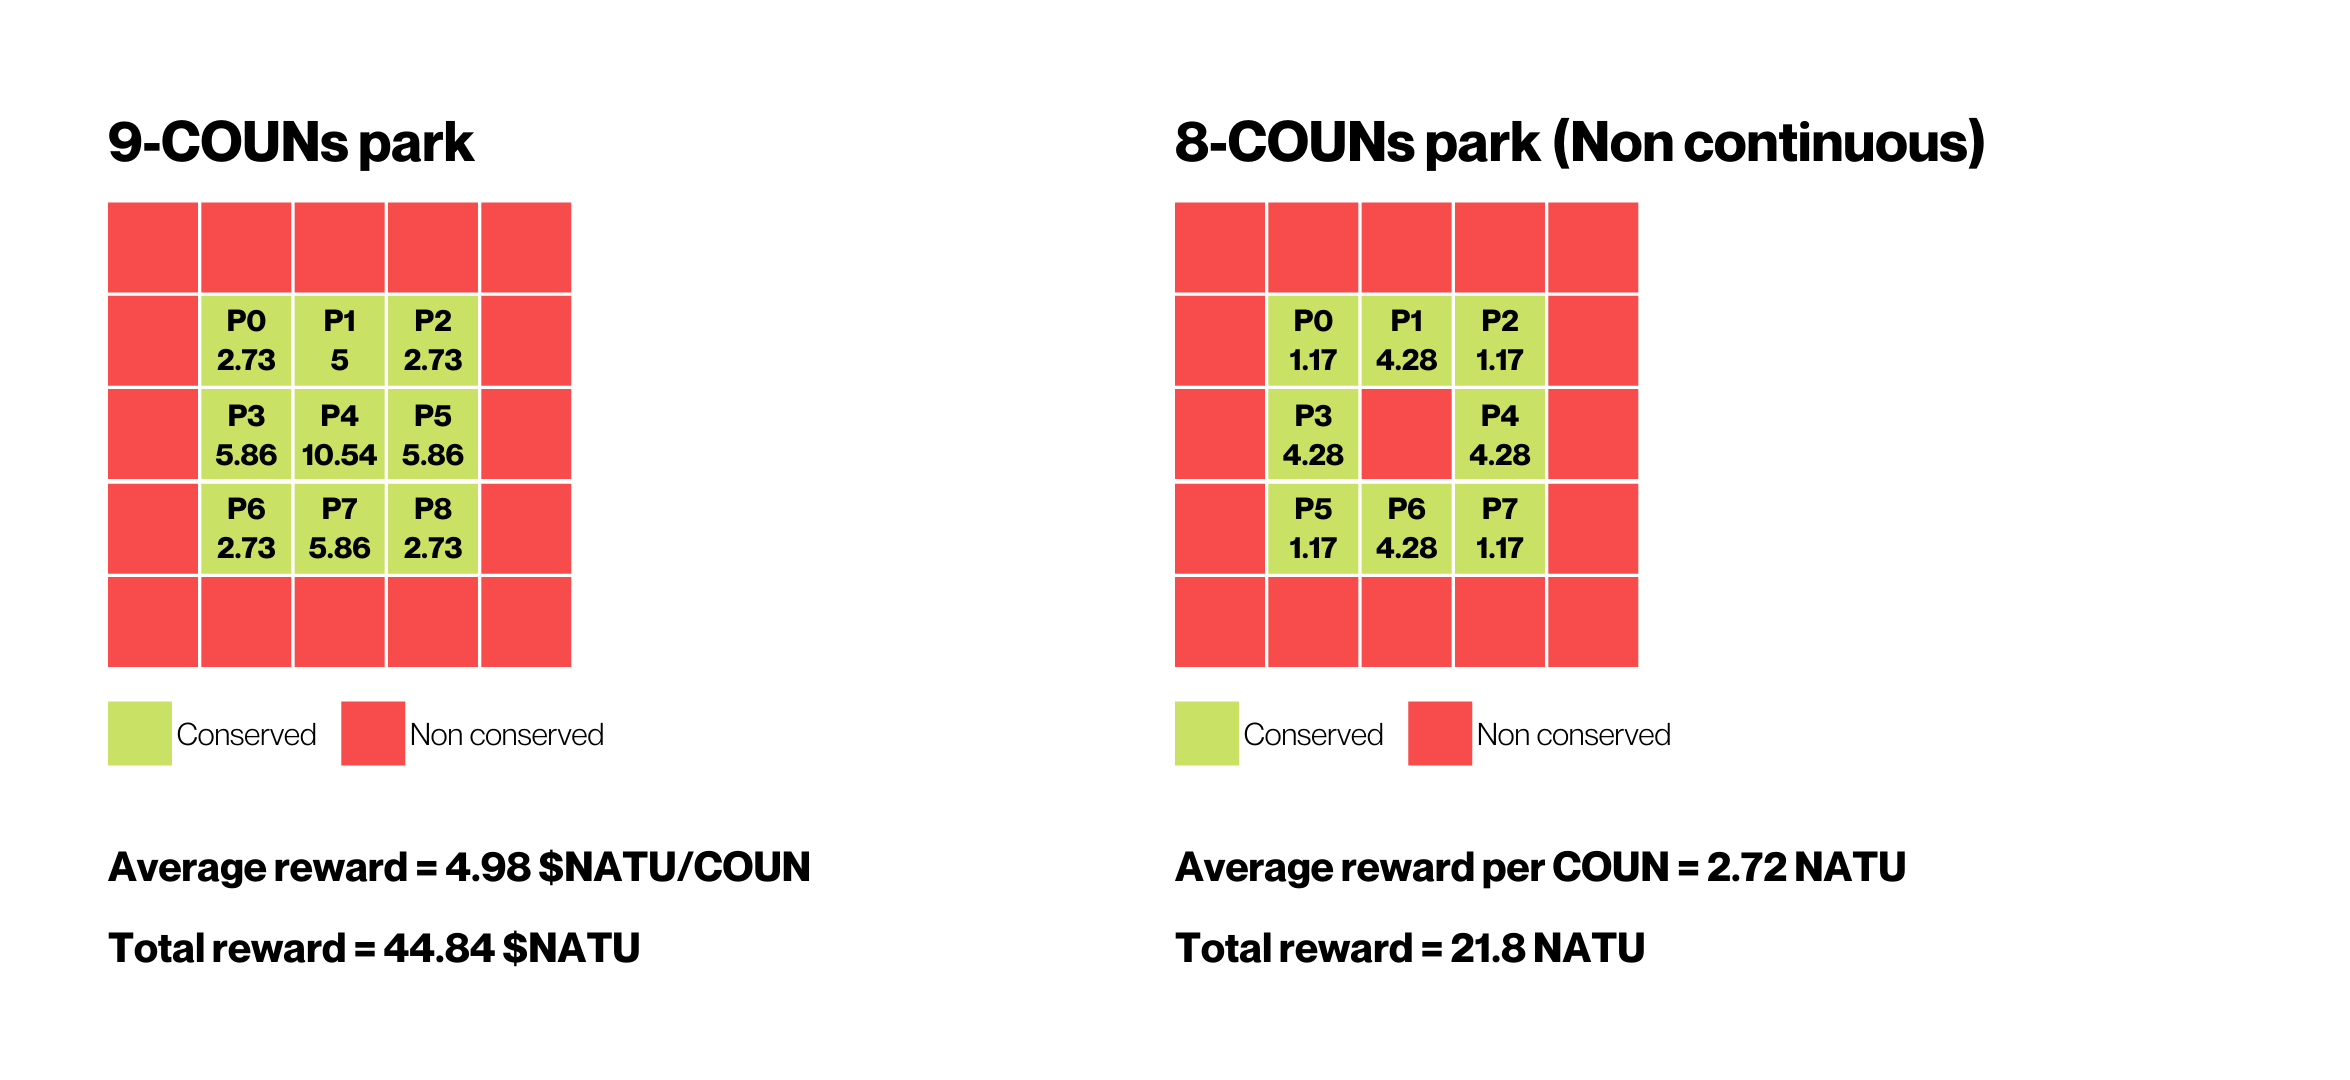 9-COUNs park
P0 P1 P2
2.73 5 2.73
P3 P4 P5
5.86 10.54 5.86
P6 P7 P8
2.73 5.86 2.73
Conserved Non conserved
Average reward = 4.98 $NATU/COUN
Total reward = 44.84 $NATU
8-COUNs park (Non continuous)
P0 P1 P2
1.17 4.28 1.17
P3 P4
4.28 4.28
P5 P6 P7
1.17 4.28 1.17
Conserved Non conserved
Average reward per COUN = 2.72 NATU
Total reward = 21.8 NATU